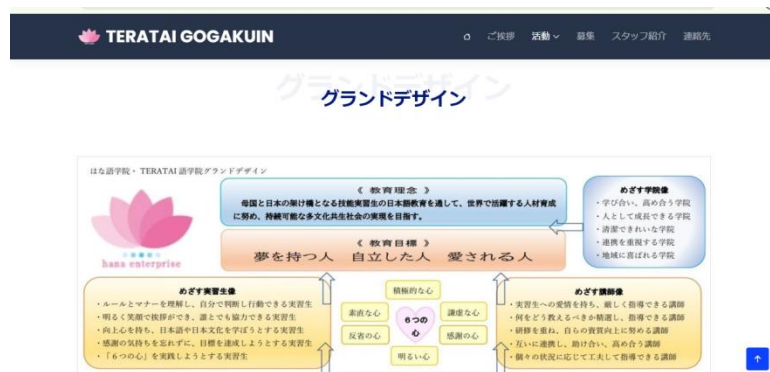 TERATAI GOGAKUIN
ご挨拶 活動 募集 スタッフ紹介 連絡先
グランドデザイン
グランドデザイン
はな語学院・TERATAI 語学院グランドデザイン
《 教育理念 》
母国と日本の架け橋となる技能実習生の日本語教育を通して、世界で活躍する人材育成
に努め、持続可能な多文化共生社会の実現を目指す。
《 教育目標 》
夢を持つ人 自立した人 愛される人
めざす学院像
・学び合い、高め合う学院
・人として成長できる学院
・清潔できれいな学院
・連携を重視する学院
・地域に喜ばれる学院
hana enterprise
めざす実習生像
・ルールとマナーを理解し、自分で判断し行動できる実習生
・明るく笑顔で挨拶ができ、誰とでも協力できる実習生
・向上心を持ち、日本語や日本文化を学ぼうとする実習生
・感謝の気持ちを忘れずに、目標を達成しようとする実習生
・「6つの心」を実践しようとする実習生
積極的な心
素直な心
謙虚な心
6つの
心
反省の心
感謝の心
明るい心
めざす講師像
・実習生への愛情を持ち、厳しく指導できる講師
・何をどう教えるべきか精選し、指導できる講師
・研修を重ね、自らの資質向上に努める講師
・互いに連携し、助け合い、高め合う講師
・個々の状況に応じて工夫して指導できる講師